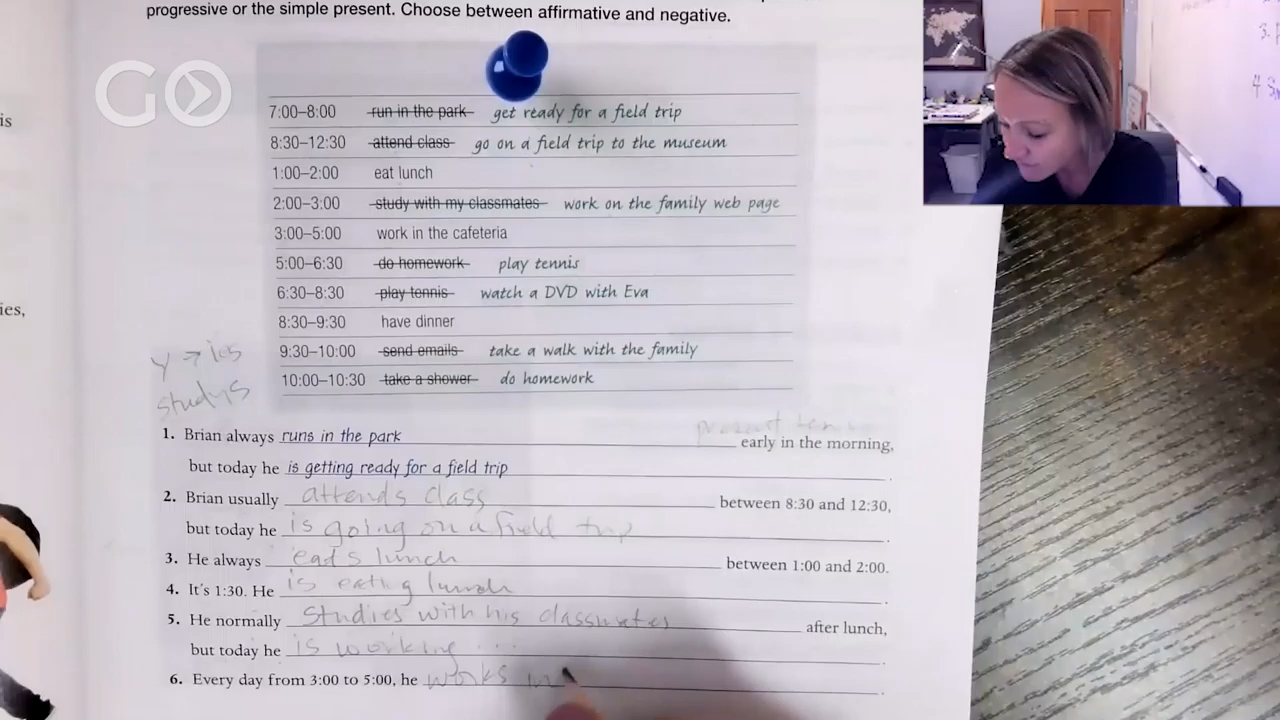 progressive or the simple present. Choose between affirmative and negative.
GO
7:00–8:00 run in the park get ready for a field trip
8:30–12:30 attend class go on a field trip to the museum
1:00–2:00 eat lunch
2:00–3:00 study with my classmates work on the family web page
3:00–5:00 work in the cafeteria
5:00–6:30 do homework play tennis
6:30–8:30 play tennis watch a DVD with Eva
8:30–9:30 have dinner
9:30–10:00 send emails take a walk with the family
10:00–10:30 take a shower do homework
is
ies,
y → ies
studys
present
1. Brian always runs in the park early in the morning,
but today he is getting ready for a field trip.
2. Brian usually attends class between 8:30 and 12:30,
but today he is going on a field trip.
3. He always eats lunch between 1:00 and 2:00.
4. It's 1:30. He is eating lunch.
5. He normally studies with his classmates after lunch,
but today he is working ....
6. Every day from 3:00 to 5:00, he works in.
3.
4